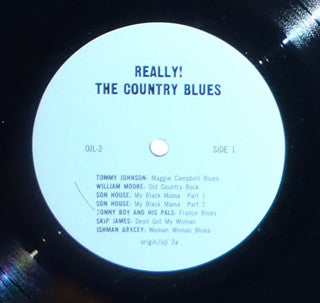 REALLY!
THE COUNTRY BLUES
OJL-2 SIDE 1
TOMMY JOHNSON: Maggie Campbell Blues
WILLIAM MOORE: Old Country Rock
SON HOUSE: My Black Mama Part 1
SON HOUSE: My Black Mama Part 2
SONNY BOY AND HIS PALS: France Blues
SKIP JAMES: Devil Got My Woman
ISHMAN BRACEY: Woman Woman Blues
origin/ojl 2a